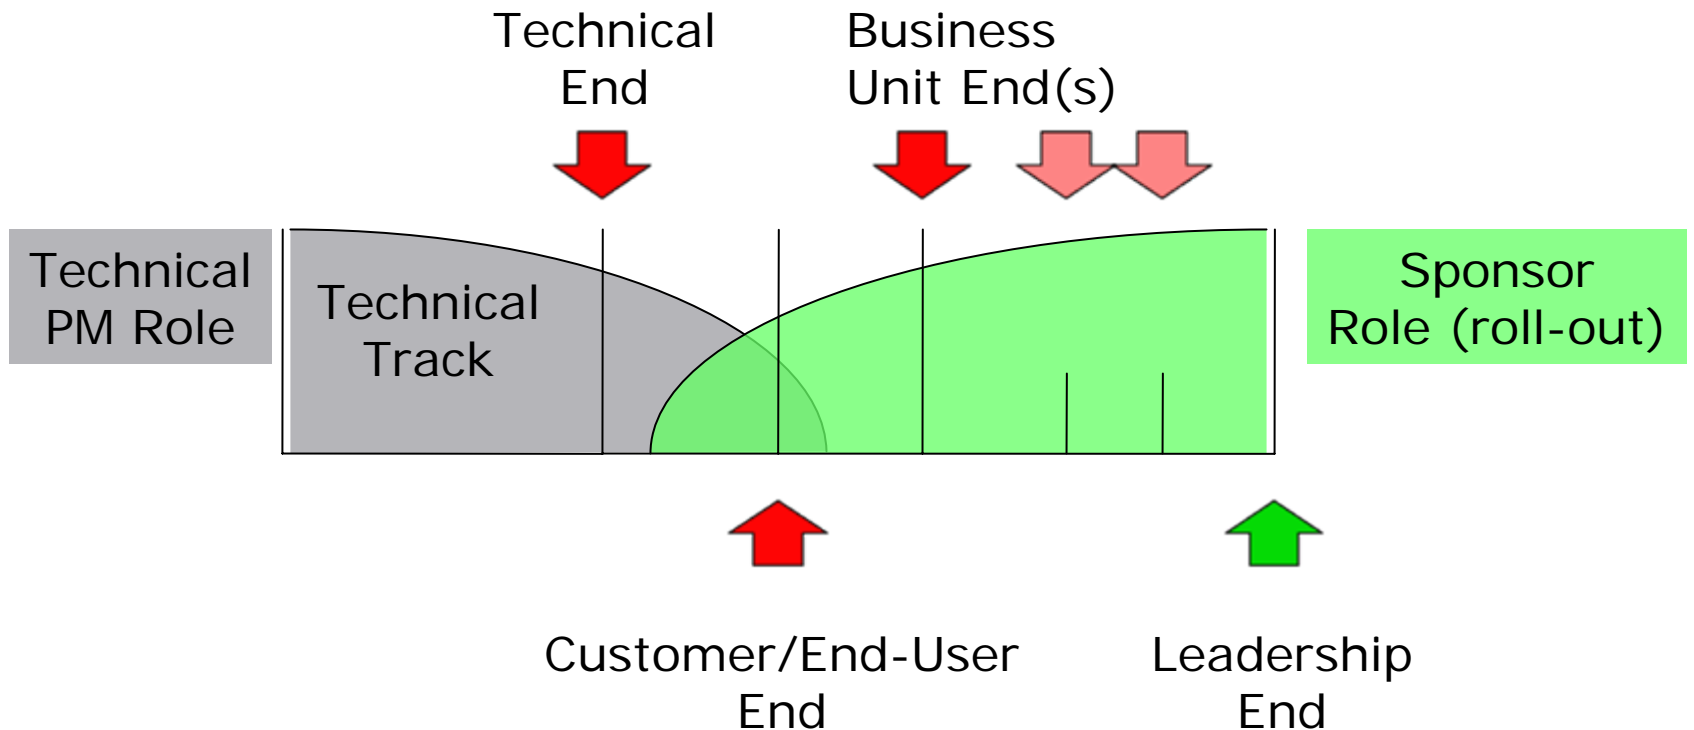 Technical
End
Business
Unit End(s)
Technical
PM Role
Technical
Track
Sponsor
Role (roll-out)
Customer/End-User
End
Leadership
End